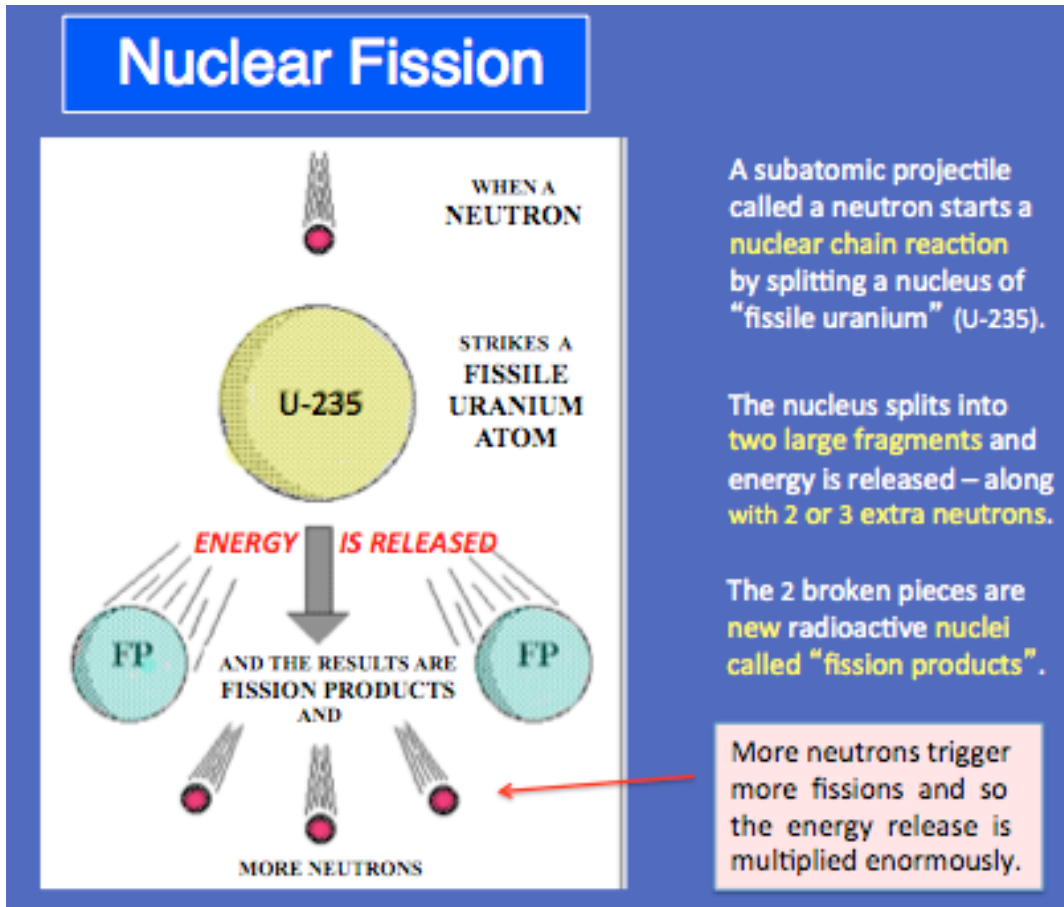 Nuclear Fission
WHEN A
NEUTRON
U-235
STRIKES A
FISSILE
URANIUM
ATOM
ENERGY IS RELEASED
FP
FP
AND THE RESULTS ARE
FISSION PRODUCTS
AND
MORE NEUTRONS
A subatomic projectile
called a neutron starts a
nuclear chain reaction
by splitting a nucleus of
“fissile uranium” (U-235).
The nucleus splits into
two large fragments and
energy is released – along
with 2 or 3 extra neutrons.
The 2 broken pieces are
new radioactive nuclei
called “fission products”.
More neutrons trigger
more fissions and so
the energy release is
multiplied enormously.